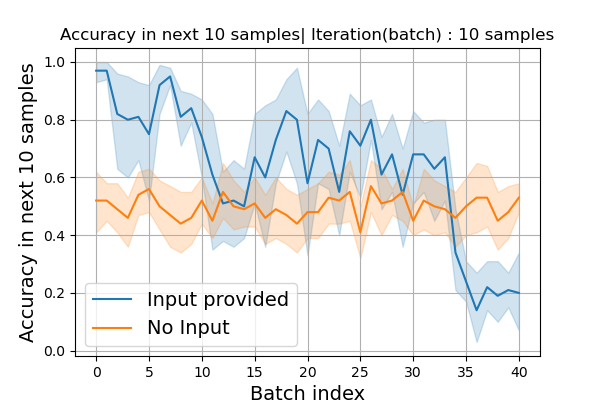 Accuracy in next 10 samples| Iteration(batch) : 10 samples
Accuracy in next 10 samples
1.0
0.8
0.6
0.4
0.2
0.0
Input provided
No Input
0 5 10 15 20 25 30 35 40
Batch index